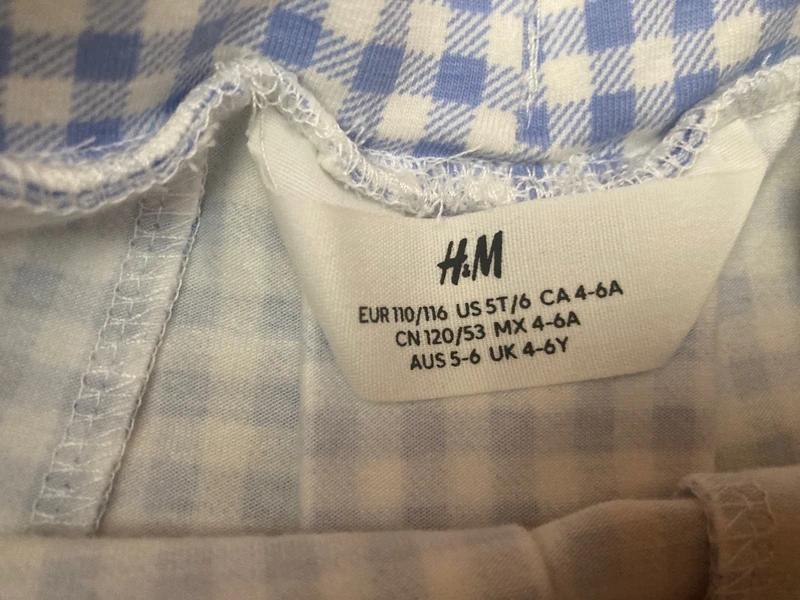 H&M
EUR 110/116 US 5T/6 CA 4-6A
CN 120/53 MX 4-6A
AUS 5-6 UK 4-6Y